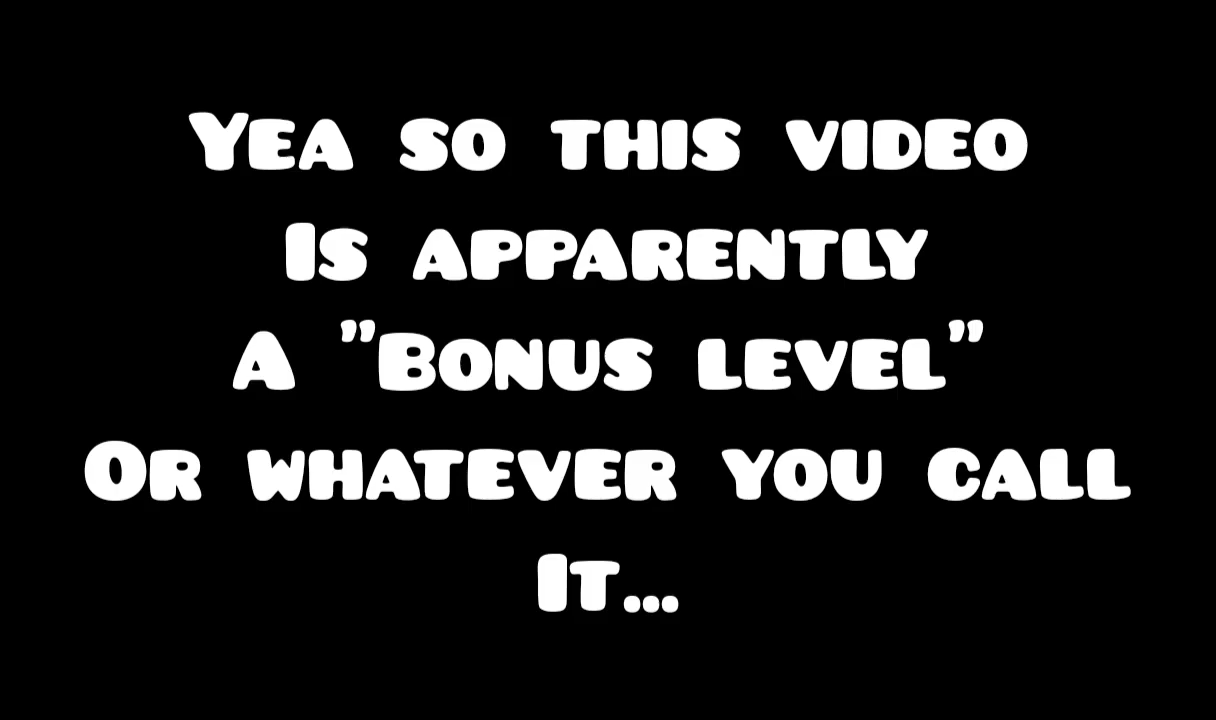 Yea so this video
Is apparently
A "Bonus level"
Or whatever you call
It...